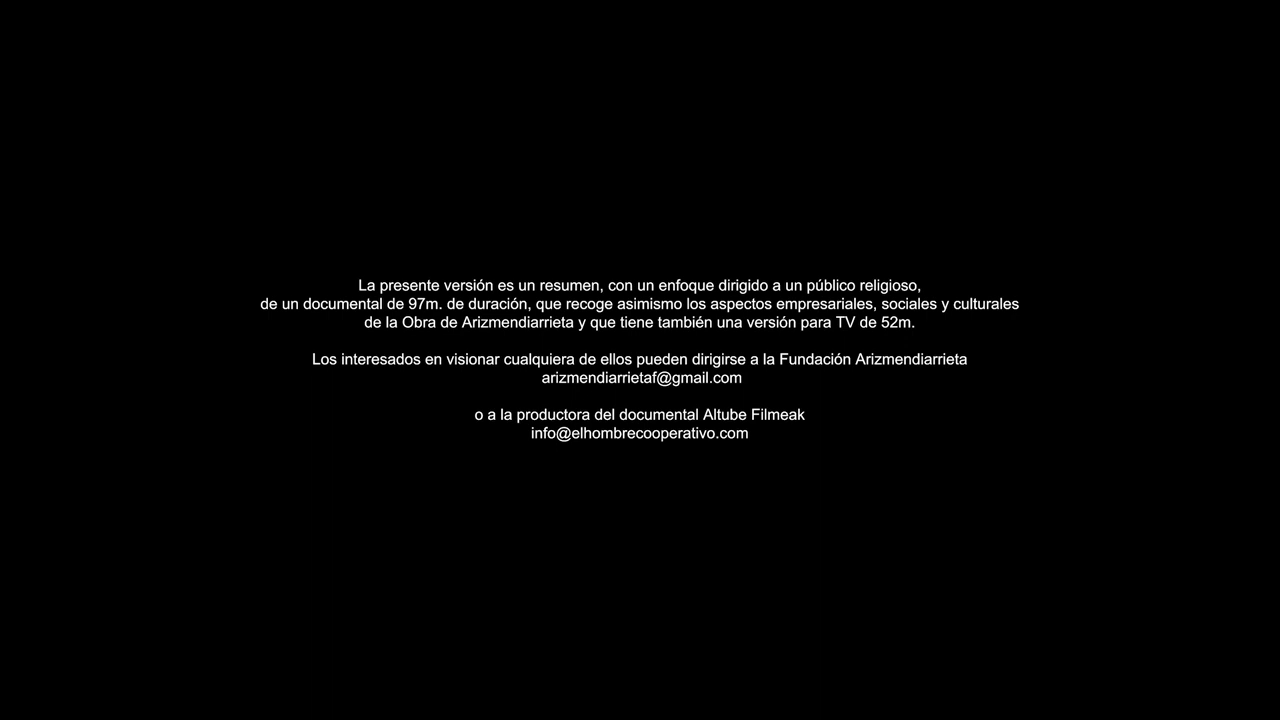 La presente versión es un resumen, con un enfoque dirigido a un público religioso,
de un documental de 97m. de duración, que recoge asimismo los aspectos empresariales, sociales y culturales
de la Obra de Arizmendiarrieta y que tiene también una versión para TV de 52m.
Los interesados en visionar cualquiera de ellos pueden dirigirse a la Fundación Arizmendiarrieta
arizmendiarrietaf@gmail.com
o a la productora del documental Altube Filmeak
info@elhombrecooperativo.com